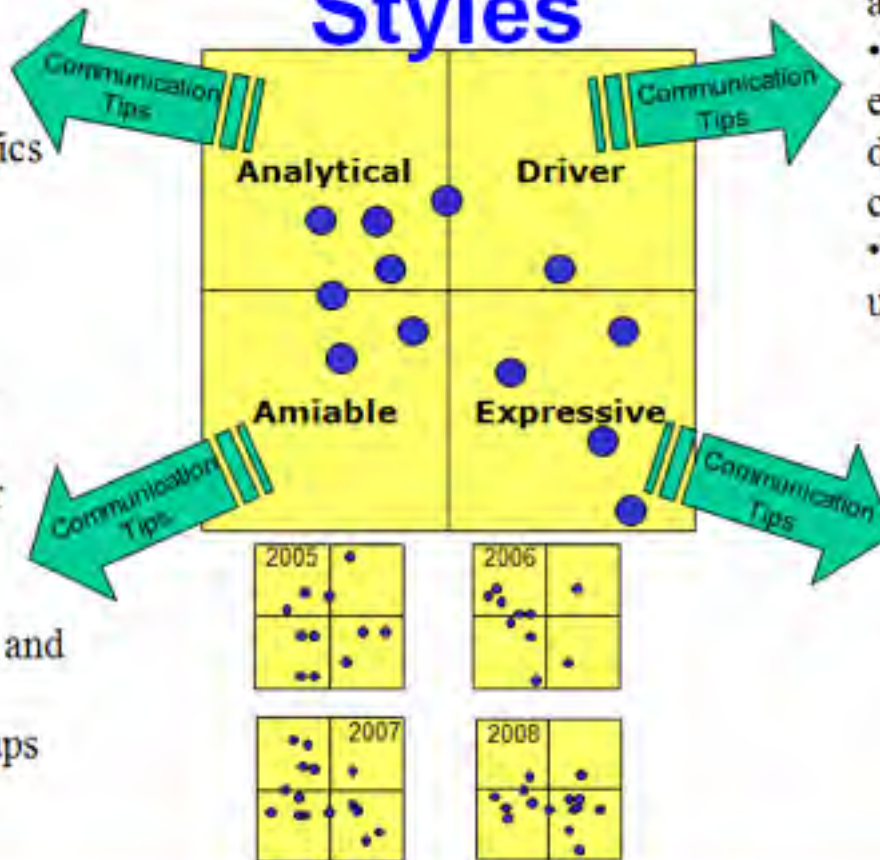 Styles
Communication
Tips
Communication
Tips
ics
Analytical
Driver
Amiable
Expressive
Communication
Tips
Communication
Tips
and
2005
2006
2007
2008